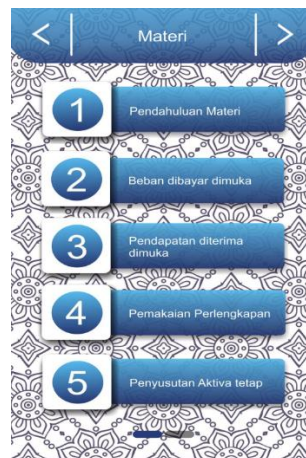 < Materi >
1 Pendahuluan Materi
2 Beban dibayar dimuka
3 Pendapatan diterima
dimuka
4 Pemakaian Perlengkapan
5 Penyusutan Aktiva tetap